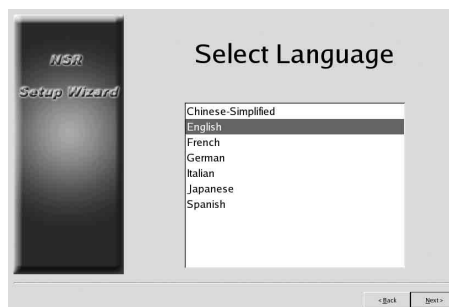 NSR
Setup Wizard
Select Language
Chinese-Simplified
English
French
German
Italian
Japanese
Spanish
< Back
Next >